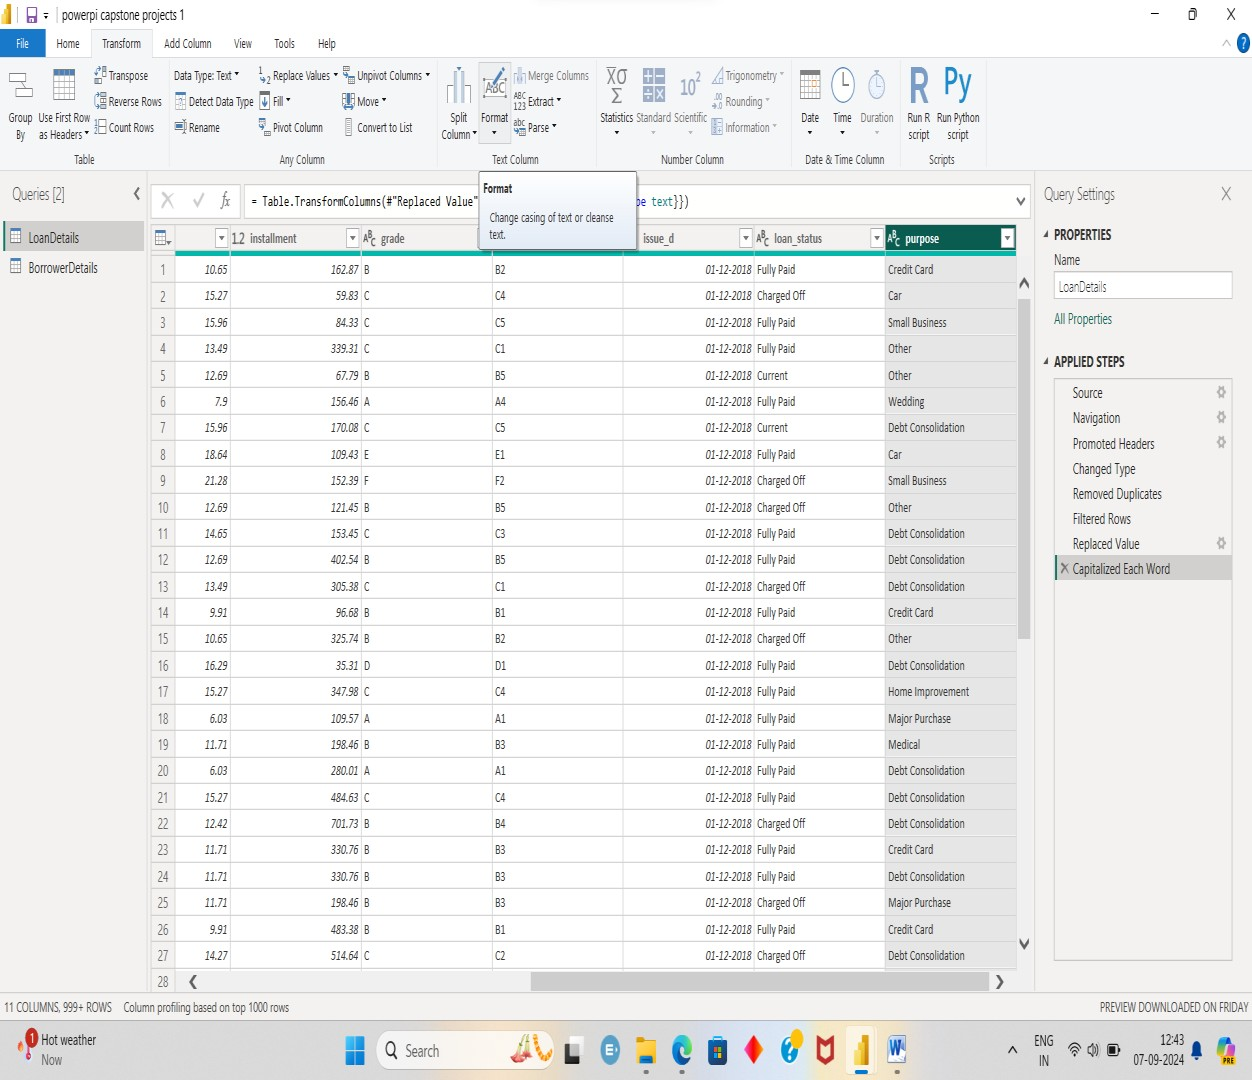 powerpi capstone projects 1
File Home Transform Add Column View Tools Help
Group By
Use First Row as Headers
Transpose
Reverse Rows
Count Rows
Table
Data Type: Text
Detect Data Type
Rename
Replace Values
Fill
Pivot Column
Unpivot Columns
Move
Convert to List
Any Column
Split Column
Format
Merge Columns
Extract
Parse
Text Column
Statistics
Standard
Scientific
Trigonometry
Rounding
Information
Number Column
Date
Time
Duration
Date & Time Column
Run R script
Run Python script
Scripts
Queries [2]
LoanDetails
BorrowerDetails
= Table.TransformColumns(#"Replaced Value" pe text}})
Format
Change casing of text or cleanse
text.
1.2 installment ABC grade issue_d ABC loan_status ABC purpose
1 10.65 162.87 B B2 01-12-2018 Fully Paid Credit Card
2 15.27 59.83 C C4 01-12-2018 Charged Off Car
3 15.96 84.33 C C5 01-12-2018 Fully Paid Small Business
4 13.49 339.31 C C1 01-12-2018 Fully Paid Other
5 12.69 67.79 B B5 01-12-2018 Current Other
6 7.9 156.46 A A4 01-12-2018 Fully Paid Wedding
7 15.96 170.08 C C5 01-12-2018 Current Debt Consolidation
8 18.64 109.43 E E1 01-12-2018 Fully Paid Car
9 21.28 152.39 F F2 01-12-2018 Charged Off Small Business
10 12.69 121.45 B B5 01-12-2018 Charged Off Other
11 14.65 153.45 C C3 01-12-2018 Fully Paid Debt Consolidation
12 12.69 402.54 B B5 01-12-2018 Fully Paid Debt Consolidation
13 13.49 305.38 C C1 01-12-2018 Charged Off Debt Consolidation
14 9.91 96.68 B B1 01-12-2018 Fully Paid Credit Card
15 10.65 325.74 B B2 01-12-2018 Charged Off Other
16 16.29 35.31 D D1 01-12-2018 Fully Paid Debt Consolidation
17 15.27 347.98 C C4 01-12-2018 Fully Paid Home Improvement
18 6.03 109.57 A A1 01-12-2018 Fully Paid Major Purchase
19 11.71 198.46 B B3 01-12-2018 Fully Paid Medical
20 6.03 280.01 A A1 01-12-2018 Fully Paid Debt Consolidation
21 15.27 484.63 C C4 01-12-2018 Fully Paid Debt Consolidation
22 12.42 701.73 B B4 01-12-2018 Charged Off Debt Consolidation
23 11.71 330.76 B B3 01-12-2018 Fully Paid Credit Card
24 11.71 330.76 B B3 01-12-2018 Fully Paid Debt Consolidation
25 11.71 198.46 B B3 01-12-2018 Charged Off Major Purchase
26 9.91 483.38 B B1 01-12-2018 Fully Paid Credit Card
27 14.27 514.64 C C2 01-12-2018 Charged Off Debt Consolidation
28
Query Settings
PROPERTIES
Name
LoanDetails
All Properties
APPLIED STEPS
Source
Navigation
Promoted Headers
Changed Type
Removed Duplicates
Filtered Rows
Replaced Value
Capitalized Each Word
11 COLUMNS, 999+ ROWS Column profiling based on top 1000 rows PREVIEW DOWNLOADED ON FRIDAY
1 Hot weather
Now
Search
ENG
IN
12:43
07-09-2024
PRE